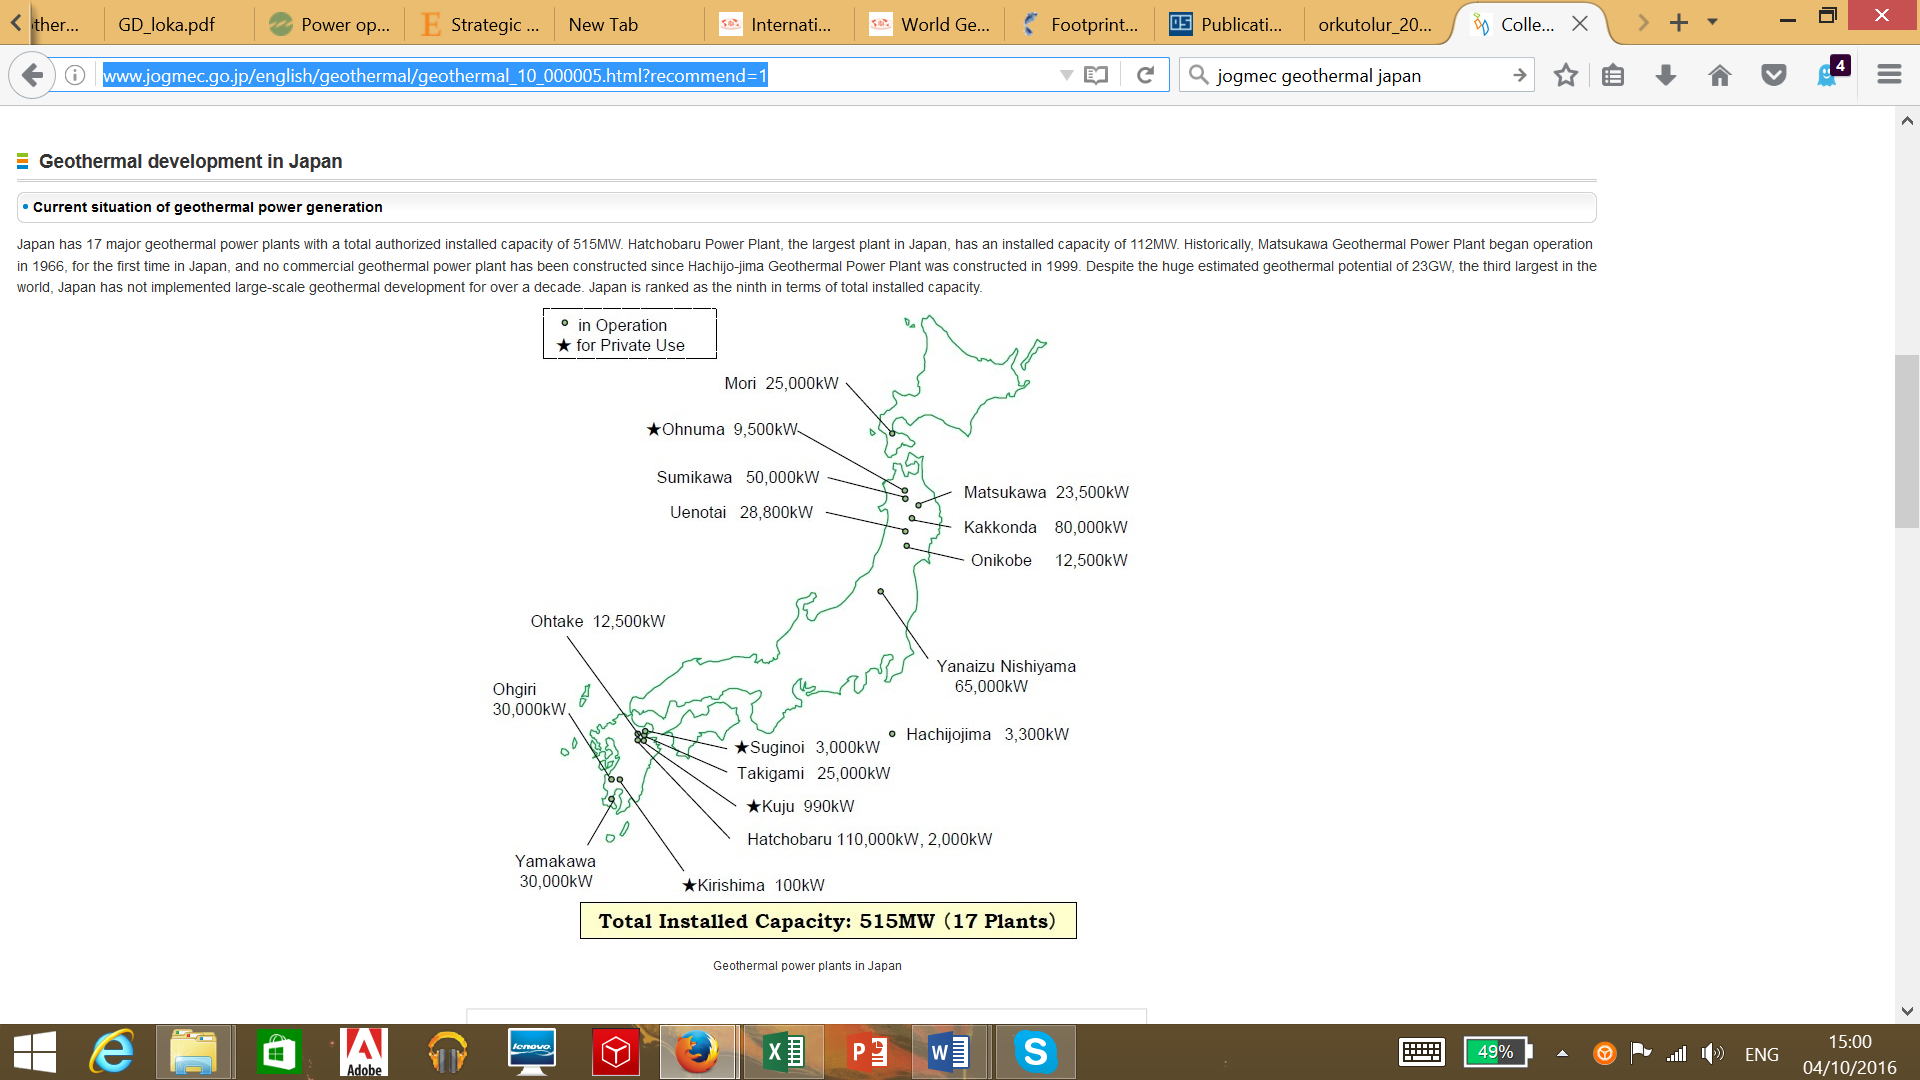 ther...
GD_loka.pdf
Power op...
Strategic ...
New Tab
Internati...
World Ge...
Footprint...
Publicati...
orkutolur_20...
Colle...
www.jogmec.go.jp/english/geothermal/geothermal_10_000005.html?recommend=1
jogmec geothermal japan
4
Geothermal development in Japan
Current situation of geothermal power generation
Japan has 17 major geothermal power plants with a total authorized installed capacity of 515MW. Hatchobaru Power Plant, the largest plant in Japan, has an installed capacity of 112MW. Historically, Matsukawa Geothermal Power Plant began operation
in 1966, for the first time in Japan, and no commercial geothermal power plant has been constructed since Hachijo-jima Geothermal Power Plant was constructed in 1999. Despite the huge estimated geothermal potential of 23GW, the third largest in the
world, Japan has not implemented large-scale geothermal development for over a decade. Japan is ranked as the ninth in terms of total installed capacity.
in Operation
★ for Private Use
Mori 25,000kW
★Ohnuma 9,500kW
Sumikawa 50,000kW
Matsukawa 23,500kW
Uenotai 28,800kW
Kakkonda 80,000kW
Onikobe 12,500kW
Ohtake 12,500kW
Yanaizu Nishiyama
65,000kW
Ohgiri
30,000kW
Hachijojima 3,300kW
★Suginoi 3,000kW
Takigami 25,000kW
★Kuju 990kW
Hatchobaru 110,000kW, 2,000kW
Yamakawa
30,000kW
★Kirishima 100kW
Total Installed Capacity: 515MW (17 Plants)
Geothermal power plants in Japan
Adobe
lenovo
49%
ENG
15:00
04/10/2016